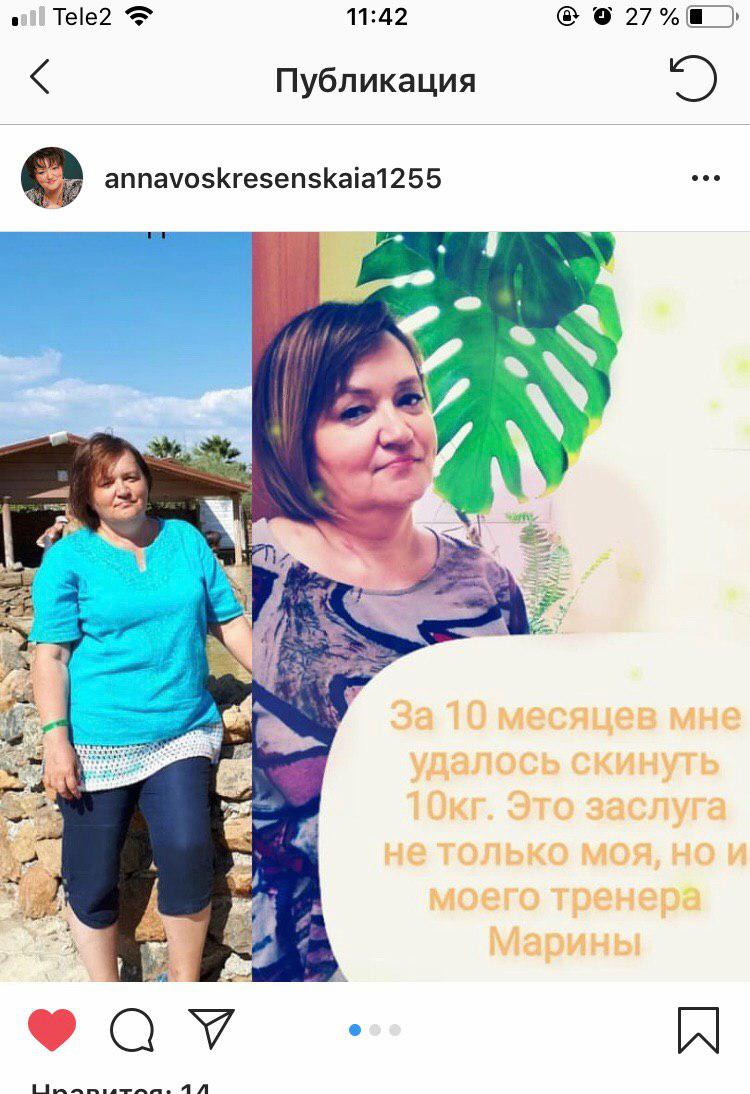 Tele2 11:42 27 %
Публикация
annavoskresenskaia1255
За 10 месяцев мне
удалось скинуть
10кг. Это заслуга
не только моя, но и
моего тренера
Марины
Нравится: 14